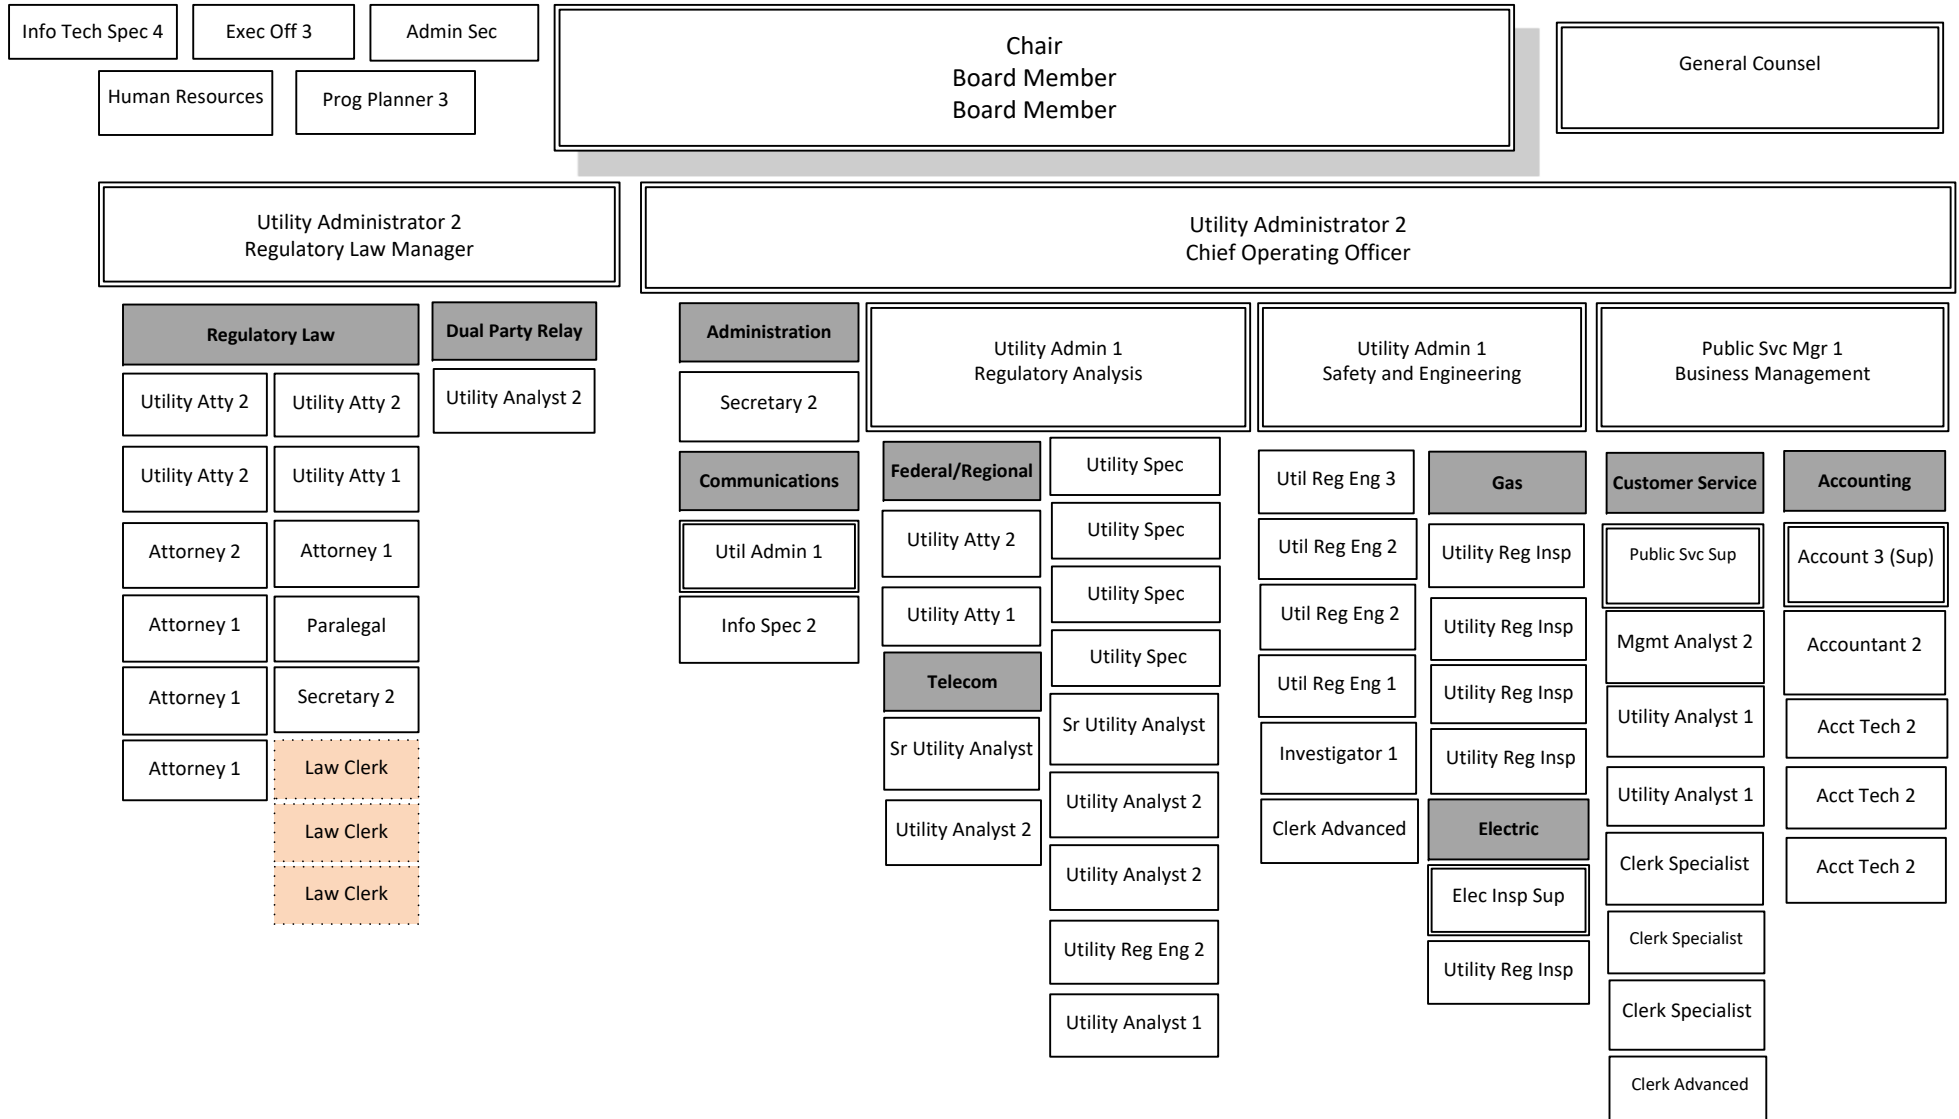 Info Tech Spec 4
Exec Off 3
Admin Sec
Human Resources
Prog Planner 3
Chair
Board Member
Board Member
General Counsel
Utility Administrator 2
Regulatory Law Manager
Utility Administrator 2
Chief Operating Officer
Regulatory Law
Utility Atty 2
Utility Atty 2
Utility Atty 2
Utility Atty 1
Attorney 2
Attorney 1
Attorney 1
Paralegal
Attorney 1
Secretary 2
Attorney 1
Law Clerk
Law Clerk
Law Clerk
Dual Party Relay
Utility Analyst 2
Administration
Secretary 2
Communications
Util Admin 1
Info Spec 2
Utility Admin 1
Regulatory Analysis
Federal/Regional
Utility Atty 2
Utility Atty 1
Telecom
Sr Utility Analyst
Utility Analyst 2
Utility Spec
Utility Spec
Utility Spec
Utility Spec
Sr Utility Analyst
Utility Analyst 2
Utility Analyst 2
Utility Reg Eng 2
Utility Analyst 1
Utility Admin 1
Safety and Engineering
Util Reg Eng 3
Util Reg Eng 2
Util Reg Eng 2
Util Reg Eng 1
Investigator 1
Clerk Advanced
Gas
Utility Reg Insp
Utility Reg Insp
Utility Reg Insp
Utility Reg Insp
Electric
Elec Insp Sup
Utility Reg Insp
Public Svc Mgr 1
Business Management
Customer Service
Public Svc Sup
Mgmt Analyst 2
Utility Analyst 1
Utility Analyst 1
Clerk Specialist
Clerk Specialist
Clerk Specialist
Clerk Advanced
Accounting
Account 3 (Sup)
Accountant 2
Acct Tech 2
Acct Tech 2
Acct Tech 2